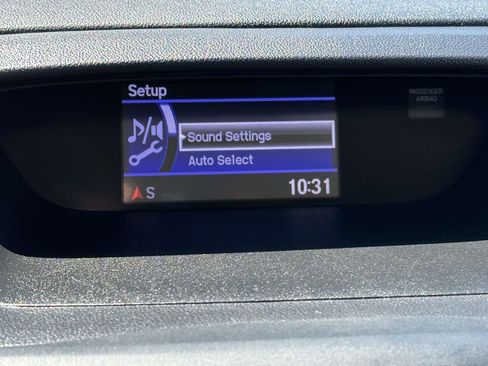 Setup
PASSENGER
AIRBAG
Sound Settings
Auto Select
S
10:31